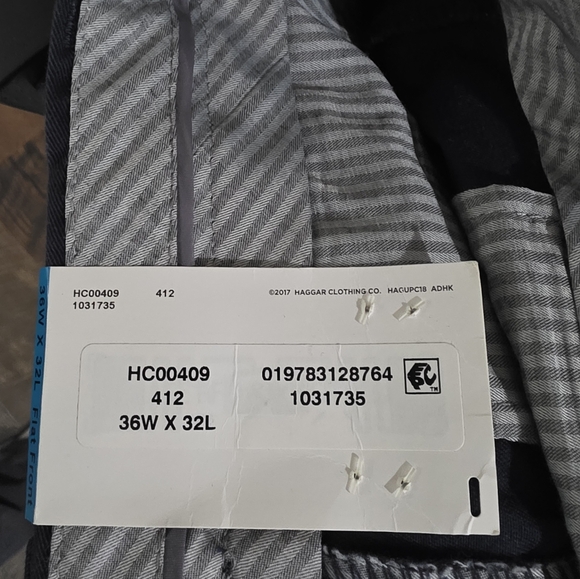 HC00409 412 ©2017 HAGGAR CLOTHING CO. HAGUPC18 ADHK
1031735
HC00409 019783128764
412 1031735 TM
36W X 32L
36W X 32L Flat Front